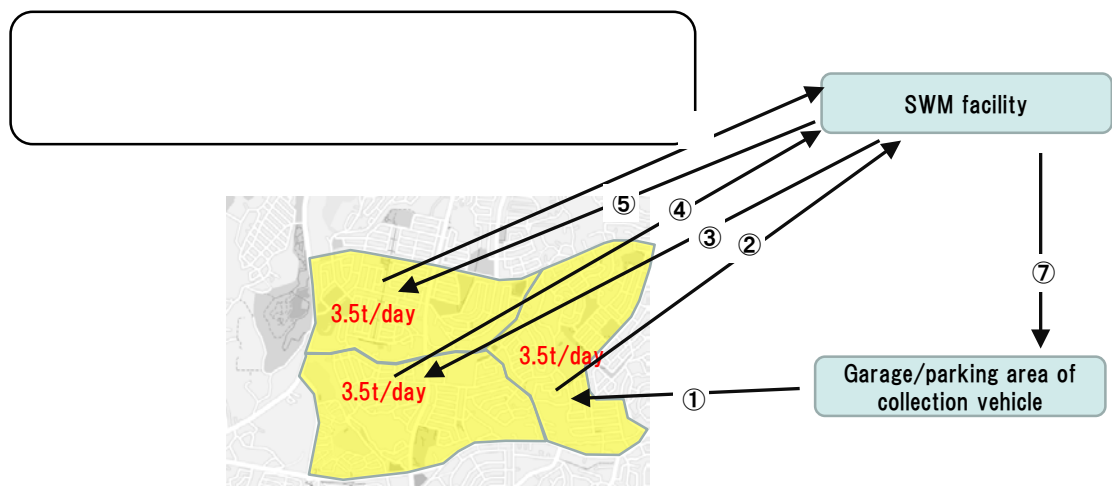 SWM facility
⑤
④
③
②
⑦
3.5t/day
3.5t/day
3.5t/day
Garage/parking area of
collection vehicle
①